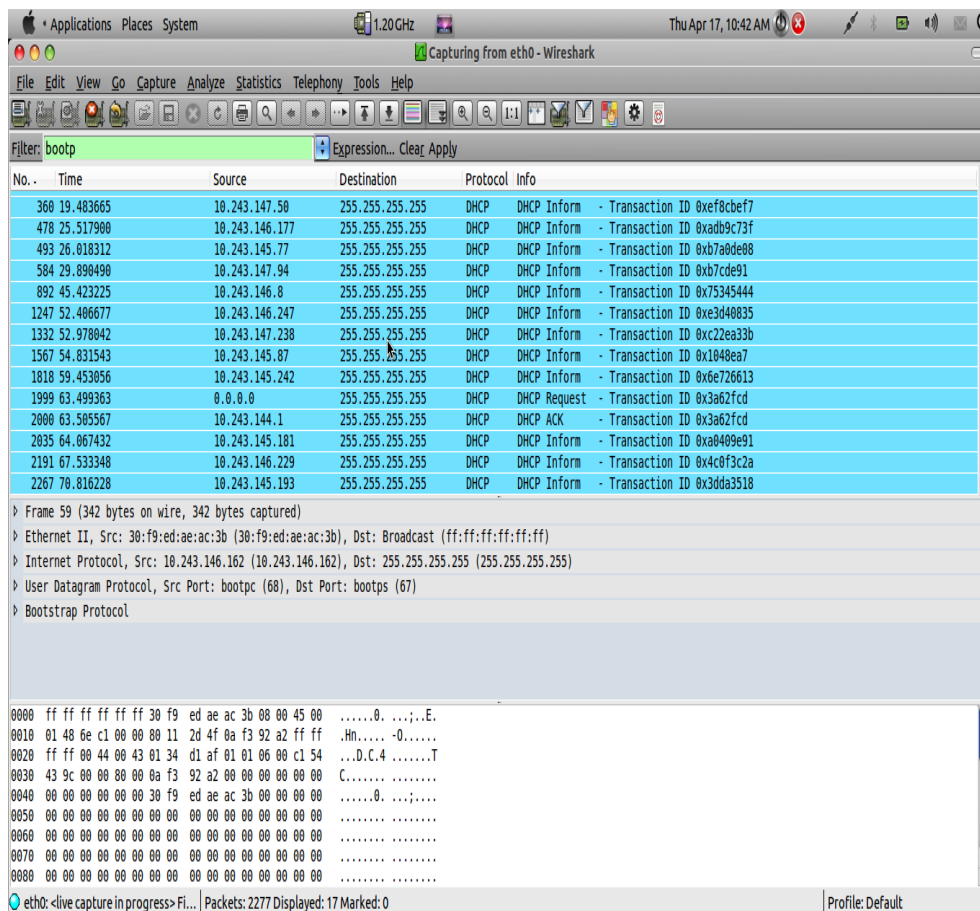 Applications Places System 1.20 GHz Thu Apr 17, 10:42 AM
Capturing from eth0 - Wireshark
File Edit View Go Capture Analyze Statistics Telephony Tools Help
1:1
Filter: bootp Expression... Clear Apply
No. . Time Source Destination Protocol Info
360 19.483665 10.243.147.50 255.255.255.255 DHCP DHCP Inform - Transaction ID 0xef8cbef7
478 25.517900 10.243.146.177 255.255.255.255 DHCP DHCP Inform - Transaction ID 0xadb9c73f
493 26.018312 10.243.145.77 255.255.255.255 DHCP DHCP Inform - Transaction ID 0xb7a0de08
584 29.890490 10.243.147.94 255.255.255.255 DHCP DHCP Inform - Transaction ID 0xb7cde91
892 45.423225 10.243.146.8 255.255.255.255 DHCP DHCP Inform - Transaction ID 0x75345444
1247 52.406677 10.243.146.247 255.255.255.255 DHCP DHCP Inform - Transaction ID 0xe3d40835
1332 52.978042 10.243.147.238 255.255.255.255 DHCP DHCP Inform - Transaction ID 0xc22ea33b
1567 54.831543 10.243.145.87 255.255.255.255 DHCP DHCP Inform - Transaction ID 0x1048ea7
1818 59.453056 10.243.145.242 255.255.255.255 DHCP DHCP Inform - Transaction ID 0x6e726613
1999 63.499363 0.0.0.0 255.255.255.255 DHCP DHCP Request - Transaction ID 0x3a62fcd
2000 63.505567 10.243.144.1 255.255.255.255 DHCP DHCP ACK - Transaction ID 0x3a62fcd
2035 64.067432 10.243.145.181 255.255.255.255 DHCP DHCP Inform - Transaction ID 0xa0409e91
2191 67.533348 10.243.146.229 255.255.255.255 DHCP DHCP Inform - Transaction ID 0x4c0f3c2a
2267 70.816228 10.243.145.193 255.255.255.255 DHCP DHCP Inform - Transaction ID 0x3dda3518
Frame 59 (342 bytes on wire, 342 bytes captured)
Ethernet II, Src: 30:f9:ed:ae:ac:3b (30:f9:ed:ae:ac:3b), Dst: Broadcast (ff:ff:ff:ff:ff:ff)
Internet Protocol, Src: 10.243.146.162 (10.243.146.162), Dst: 255.255.255.255 (255.255.255.255)
User Datagram Protocol, Src Port: bootpc (68), Dst Port: bootps (67)
Bootstrap Protocol
0000 ff ff ff ff ff ff 30 f9 ed ae ac 3b 08 00 45 00 ......0. ...;..E.
0010 01 48 6e c1 00 00 80 11 2d 4f 0a f3 92 a2 ff ff .Hn..... -O......
0020 ff ff 00 44 00 43 01 34 d1 af 01 01 06 00 c1 54 ...D.C.4 .......T
0030 43 9c 00 00 80 00 0a f3 92 a2 00 00 00 00 00 00 C....... ........
0040 00 00 00 00 00 00 30 f9 ed ae ac 3b 00 00 00 00 ......0. ...;....
0050 00 00 00 00 00 00 00 00 00 00 00 00 00 00 00 00 ........ ........
0060 00 00 00 00 00 00 00 00 00 00 00 00 00 00 00 00 ........ ........
0070 00 00 00 00 00 00 00 00 00 00 00 00 00 00 00 00 ........ ........
0080 00 00 00 00 00 00 00 00 00 00 00 00 00 00 00 00 ........ ........
eth0: <live capture in progress> Fi... Packets: 2277 Displayed: 17 Marked: 0 Profile: Default